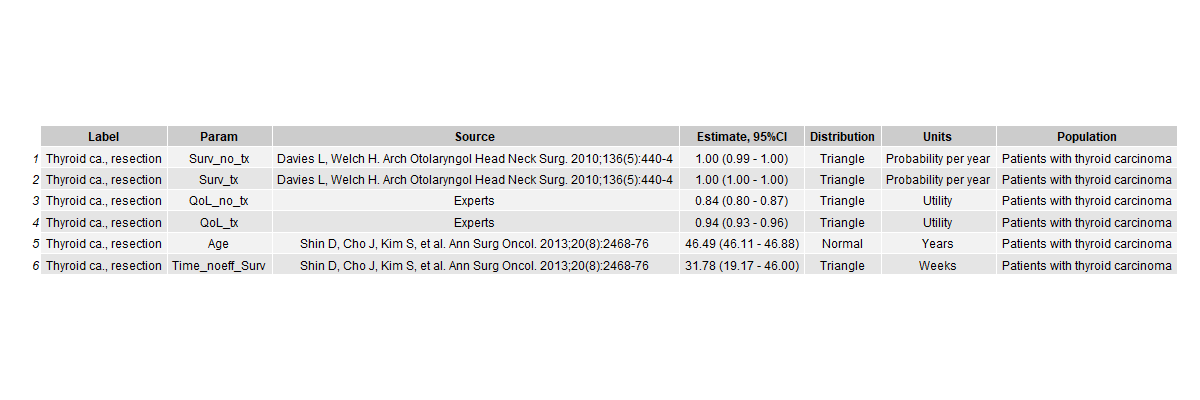 Label Param Source Estimate, 95%CI Distribution Units Population
1 Thyroid ca., resection Surv_no_tx Davies L, Welch H. Arch Otolaryngol Head Neck Surg. 2010;136(5):440-4 1.00 (0.99 - 1.00) Triangle Probability per year Patients with thyroid carcinoma
2 Thyroid ca., resection Surv_tx Davies L, Welch H. Arch Otolaryngol Head Neck Surg. 2010;136(5):440-4 1.00 (1.00 - 1.00) Triangle Probability per year Patients with thyroid carcinoma
3 Thyroid ca., resection QoL_no_tx Experts 0.84 (0.80 - 0.87) Triangle Utility Patients with thyroid carcinoma
4 Thyroid ca., resection QoL_tx Experts 0.94 (0.93 - 0.96) Triangle Utility Patients with thyroid carcinoma
5 Thyroid ca., resection Age Shin D, Cho J, Kim S, et al. Ann Surg Oncol. 2013;20(8):2468-76 46.49 (46.11 - 46.88) Normal Years Patients with thyroid carcinoma
6 Thyroid ca., resection Time_noeff_Surv Shin D, Cho J, Kim S, et al. Ann Surg Oncol. 2013;20(8):2468-76 31.78 (19.17 - 46.00) Triangle Weeks Patients with thyroid carcinoma